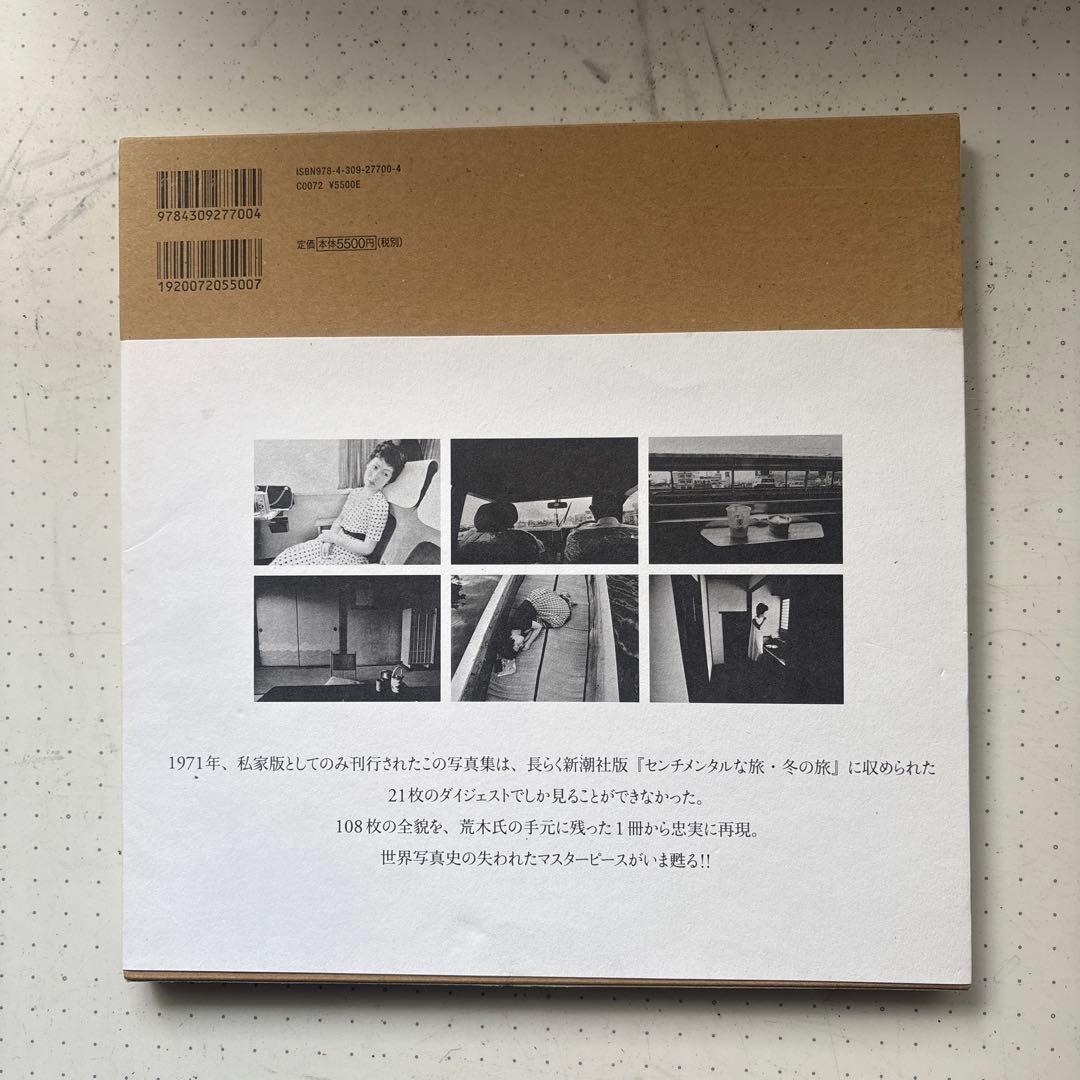 ISBN978-4-309-27700-4
C0072 ¥5500E
9784309277004
定価 本体5500円 (税別)
1920072055007
1971年、私家版としてのみ刊行されたこの写真集は、長らく新潮社版『センチメンタルな旅・冬の旅』に収められた
21枚のダイジェストでしか見ることができなかった。
108枚の全貌を、荒木氏の手元に残った1冊から忠実に再現。
世界写真史の失われたマスターピースがいま甦る!!